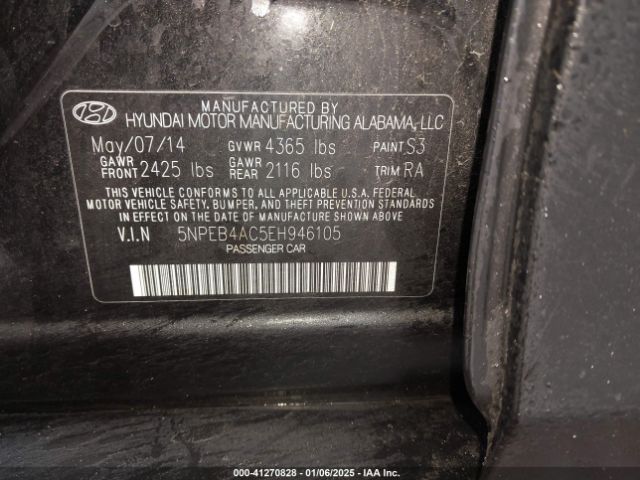 MANUFACTURED BY
HYUNDAI MOTOR MANUFACTURING ALABAMA, LLC
May/07/14 GVWR 4365 lbs PAINT S3
GAWR FRONT 2425 lbs GAWR REAR 2116 lbs TRIM RA
THIS VEHICLE CONFORMS TO ALL APPLICABLE U.S.A. FEDERAL
MOTOR VEHICLE SAFETY, BUMPER, AND THEFT PREVENTION STANDARDS
IN EFFECT ON THE DATE OF MANUFACTURE SHOWN ABOVE.
V.I.N 5NPEB4AC5EH946105
PASSENGER CAR
000-41270828 - 01/06/2025 - IAA Inc.